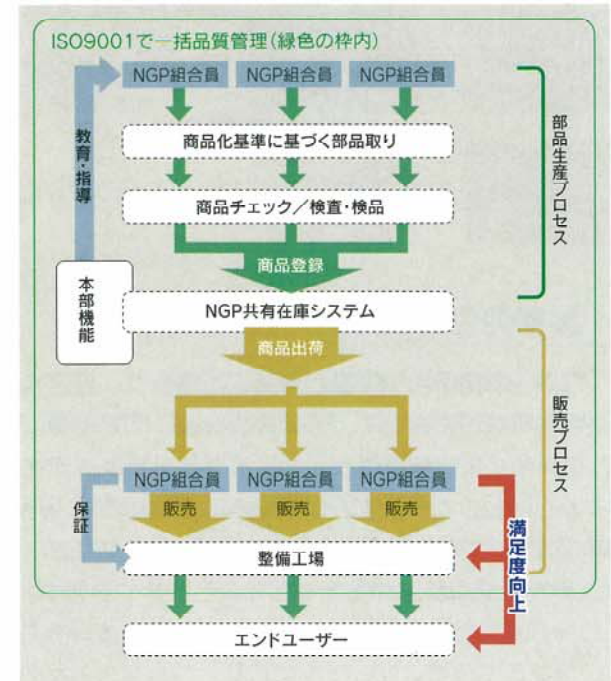 ISO9001で一括品質管理(緑色の枠内)
NGP組合員 NGP組合員 NGP組合員
教育・指導
商品化基準に基づく部品取り
商品チェック／検査・検品
部品生産プロセス
商品登録
本部機能
NGP共有在庫システム
商品出荷
販売プロセス
NGP組合員 NGP組合員 NGP組合員
販売 販売 販売
保証
整備工場
満足度向上
エンドユーザー